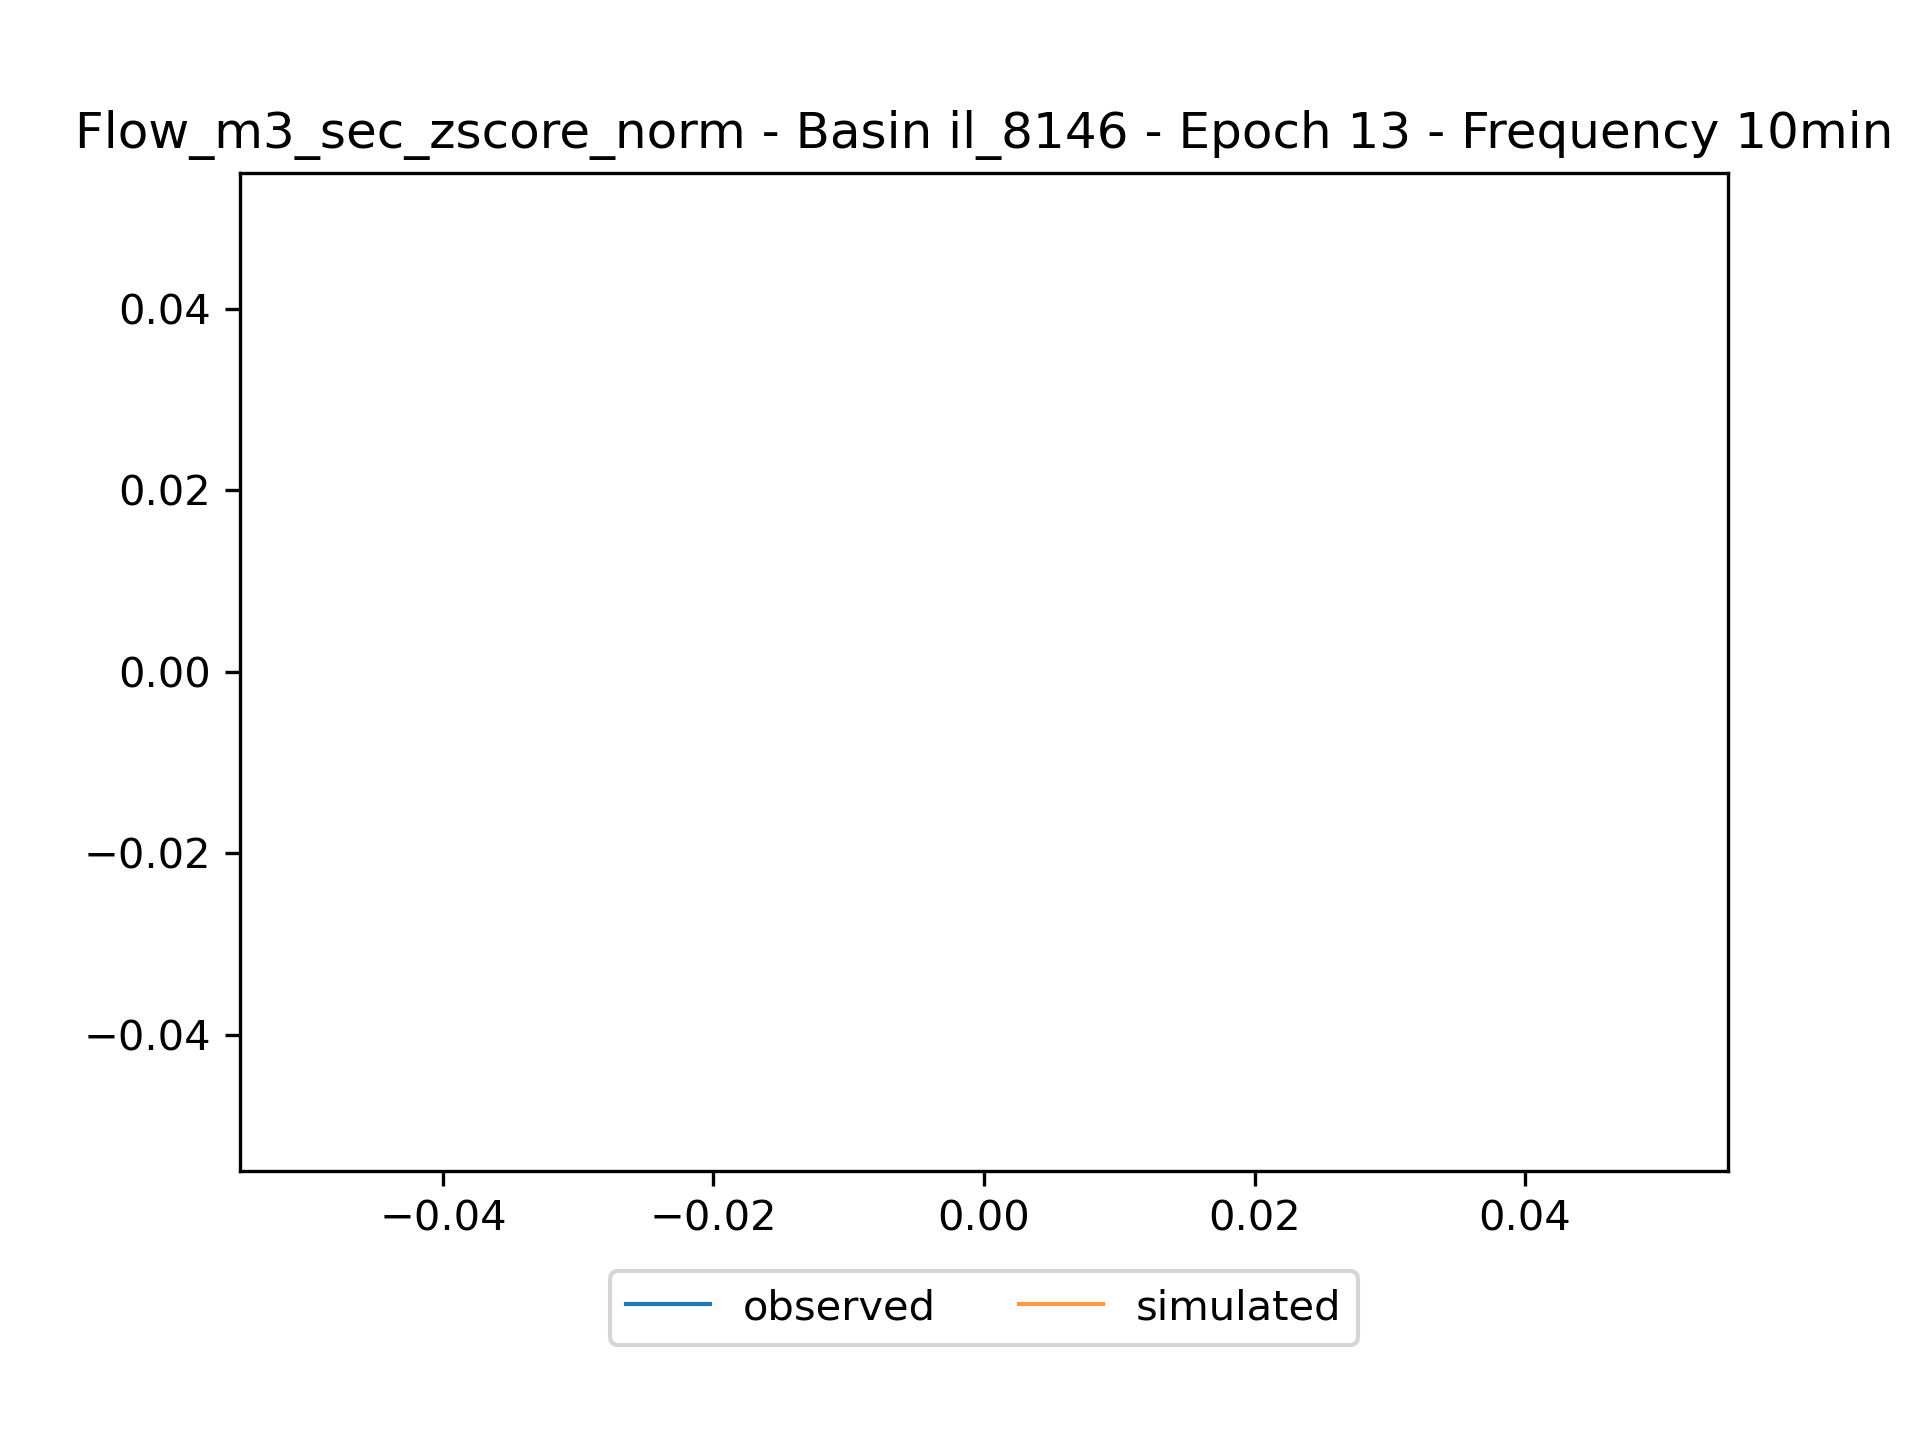 Flow_m3_sec_zscore_norm - Basin il_8146 - Epoch 13 - Frequency 10min
0.04
0.02
0.00
−0.02
−0.04
−0.04 −0.02 0.00 0.02 0.04
observed simulated